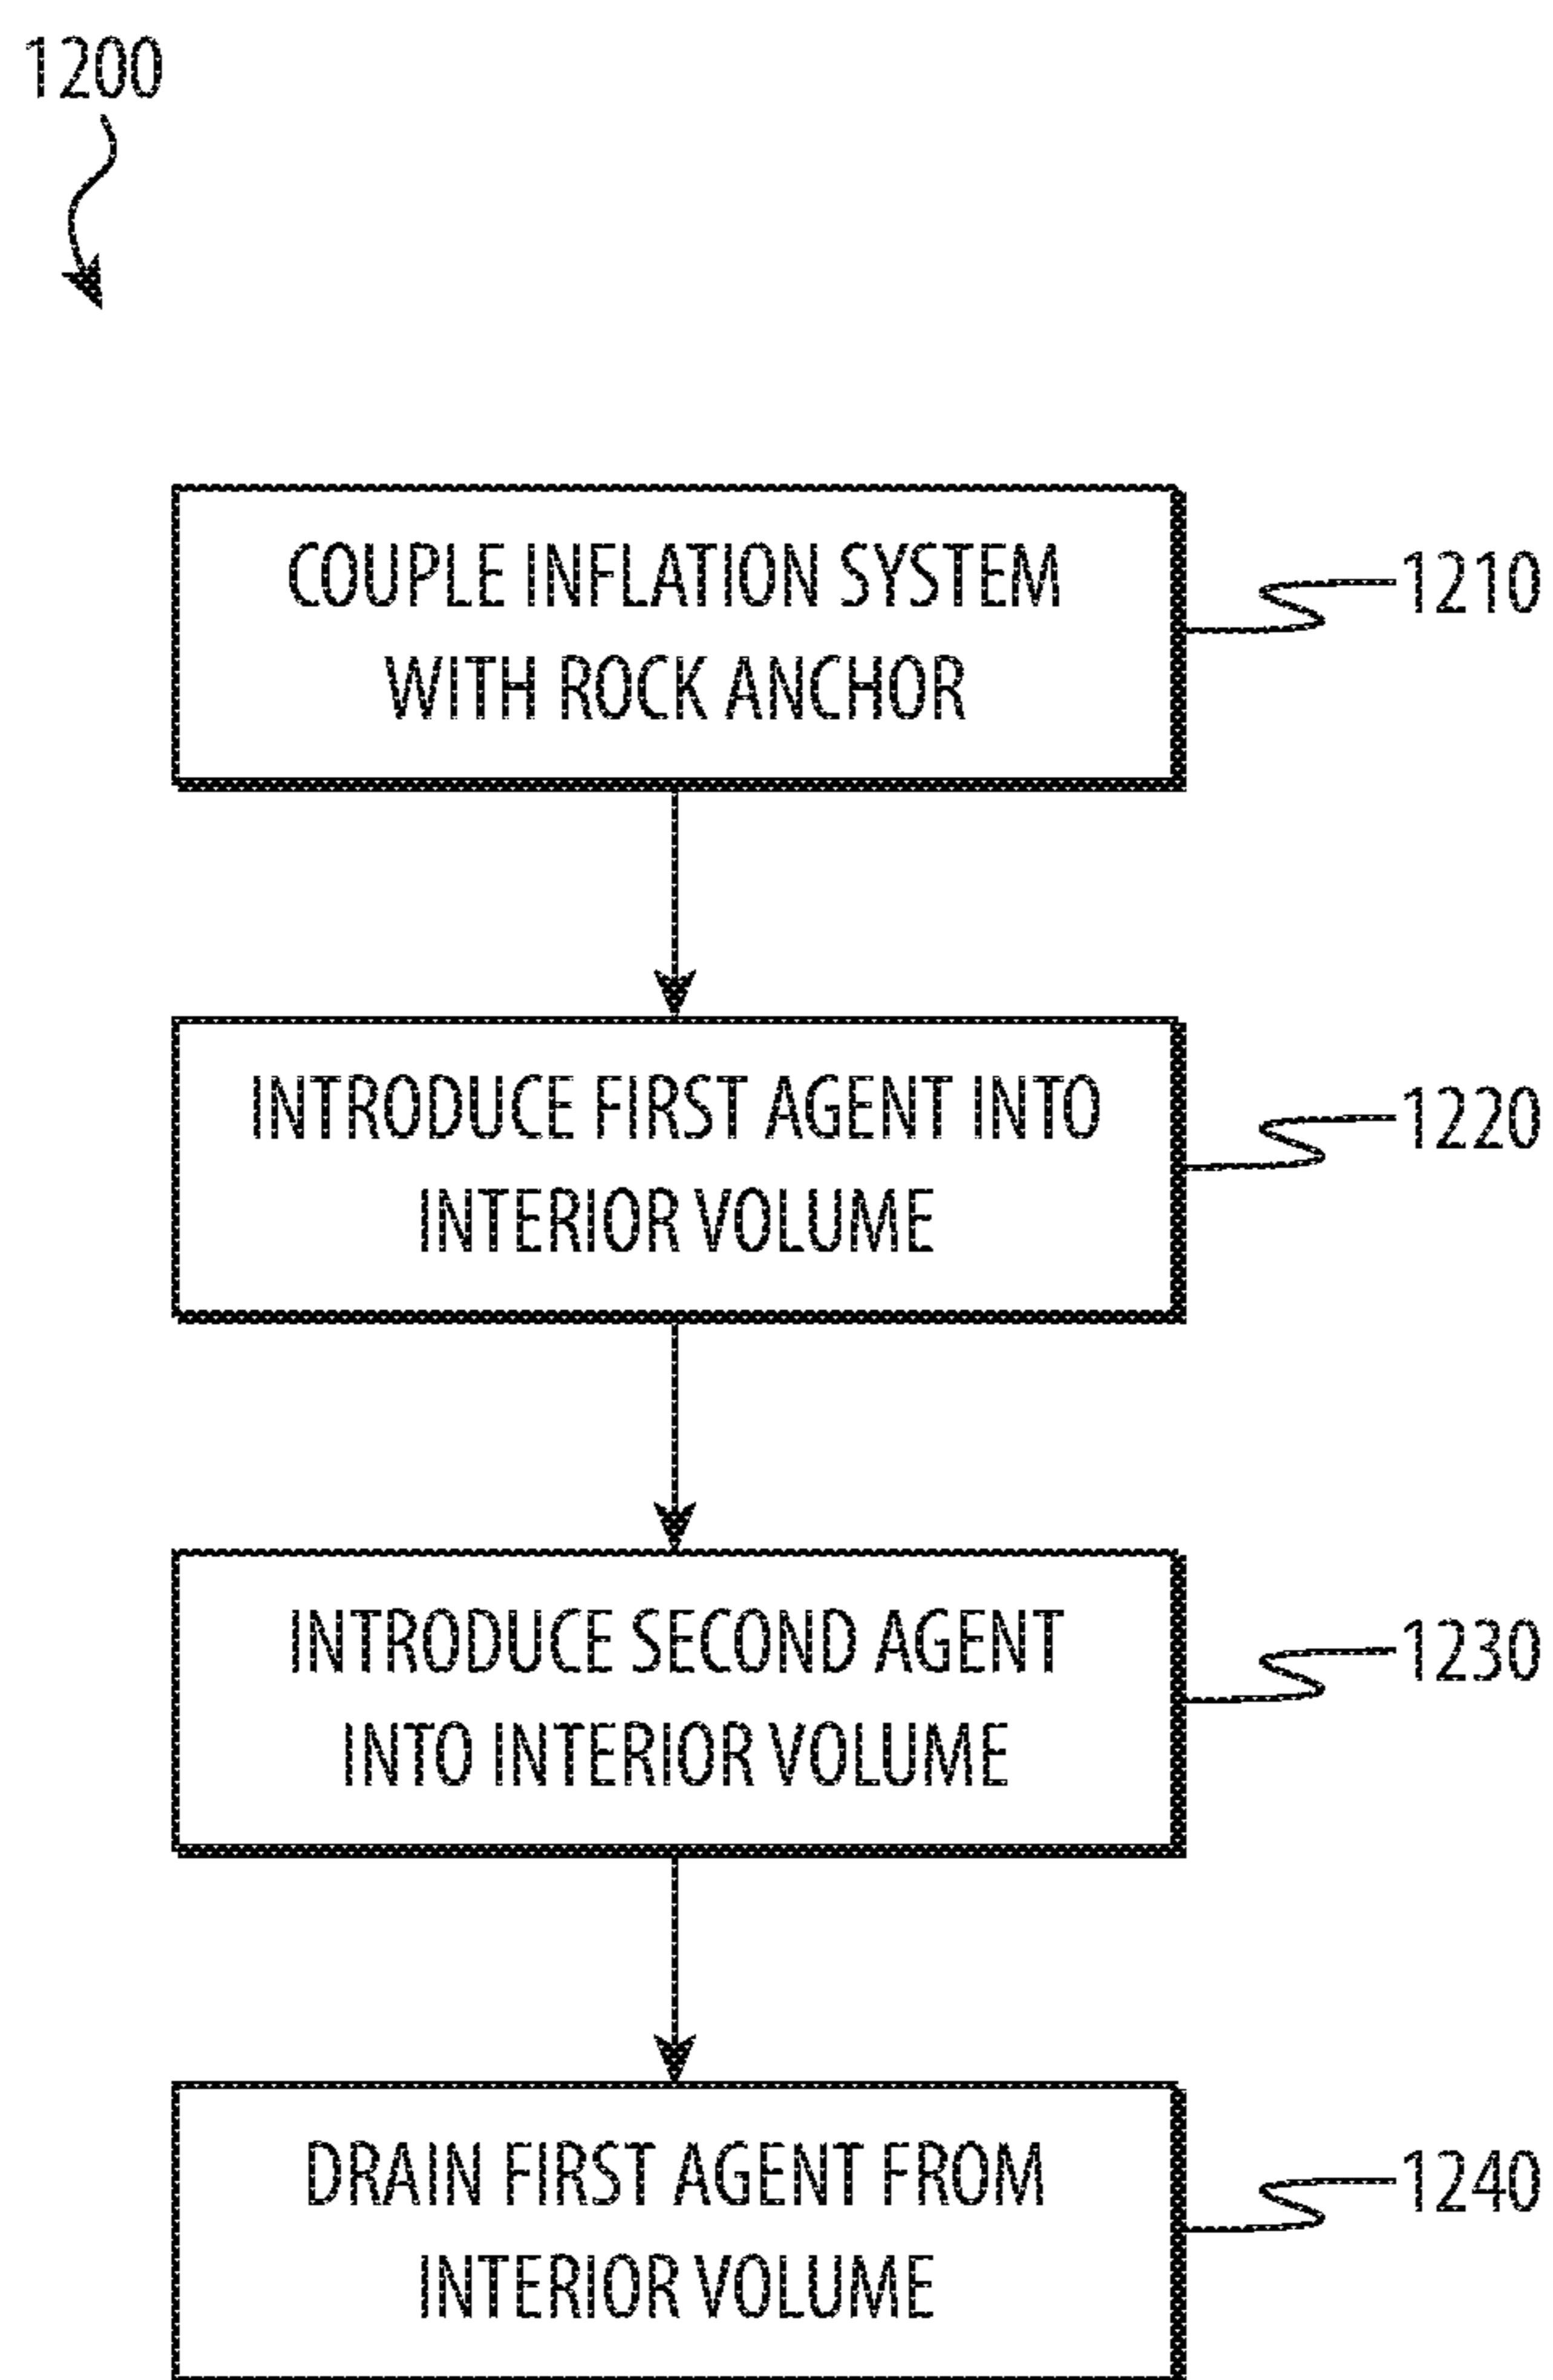 1200
COUPLE INFLATION SYSTEM
WITH ROCK ANCHOR
1210
INTRODUCE FIRST AGENT INTO
INTERIOR VOLUME
1220
INTRODUCE SECOND AGENT
INTO INTERIOR VOLUME
1230
DRAIN FIRST AGENT FROM
INTERIOR VOLUME
1240